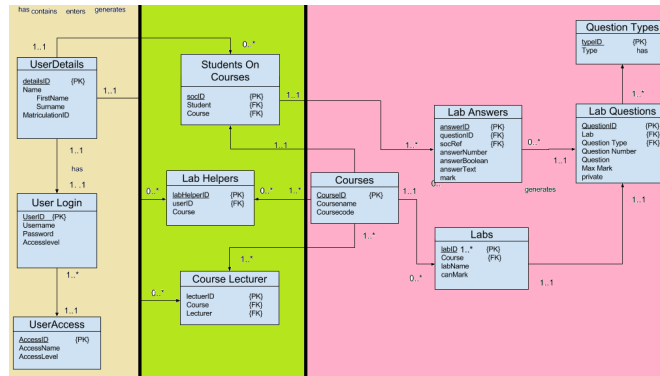 has contains enters generates
1..1
0..*
UserDetails
detailsID {PK}
Name
FirstName
Surname
MatriculationID
1..1
1..1
has
1. .1
User Login
UserID {PK}
Username
Password
Accesslevel
1..*
1..1
UserAccess
AccessID {PK}
AccessName
AccessLevel
Students On
Courses
socID {PK}
Student {FK}
Course {FK}
1..1
1..1
0..*
Lab Helpers
labHelperID {PK}
userID {FK}
Course
0..*
1..*
1..*
0..*
Course Lecturer
lectuerID {PK}
Course {FK}
Lecturer {FK}
Courses
CourseID {PK}
Coursename
Coursecode
1..1
1..*
1..*
Lab Answers
answerID {PK}
questionID {FK}
socRef {FK}
answerNumber
answerBoolean
answerText
mark
0..
0..*
1..1
generates
Labs
labID 1..* {PK}
Course {FK}
labName
canMark
0..*
1..1
Question Types
typeID {PK}
Type has
1..*
Lab Questions
QuestionID {PK}
Lab {FK}
Question Type {FK}
Question Number
Question
Max Mark
private
1..1